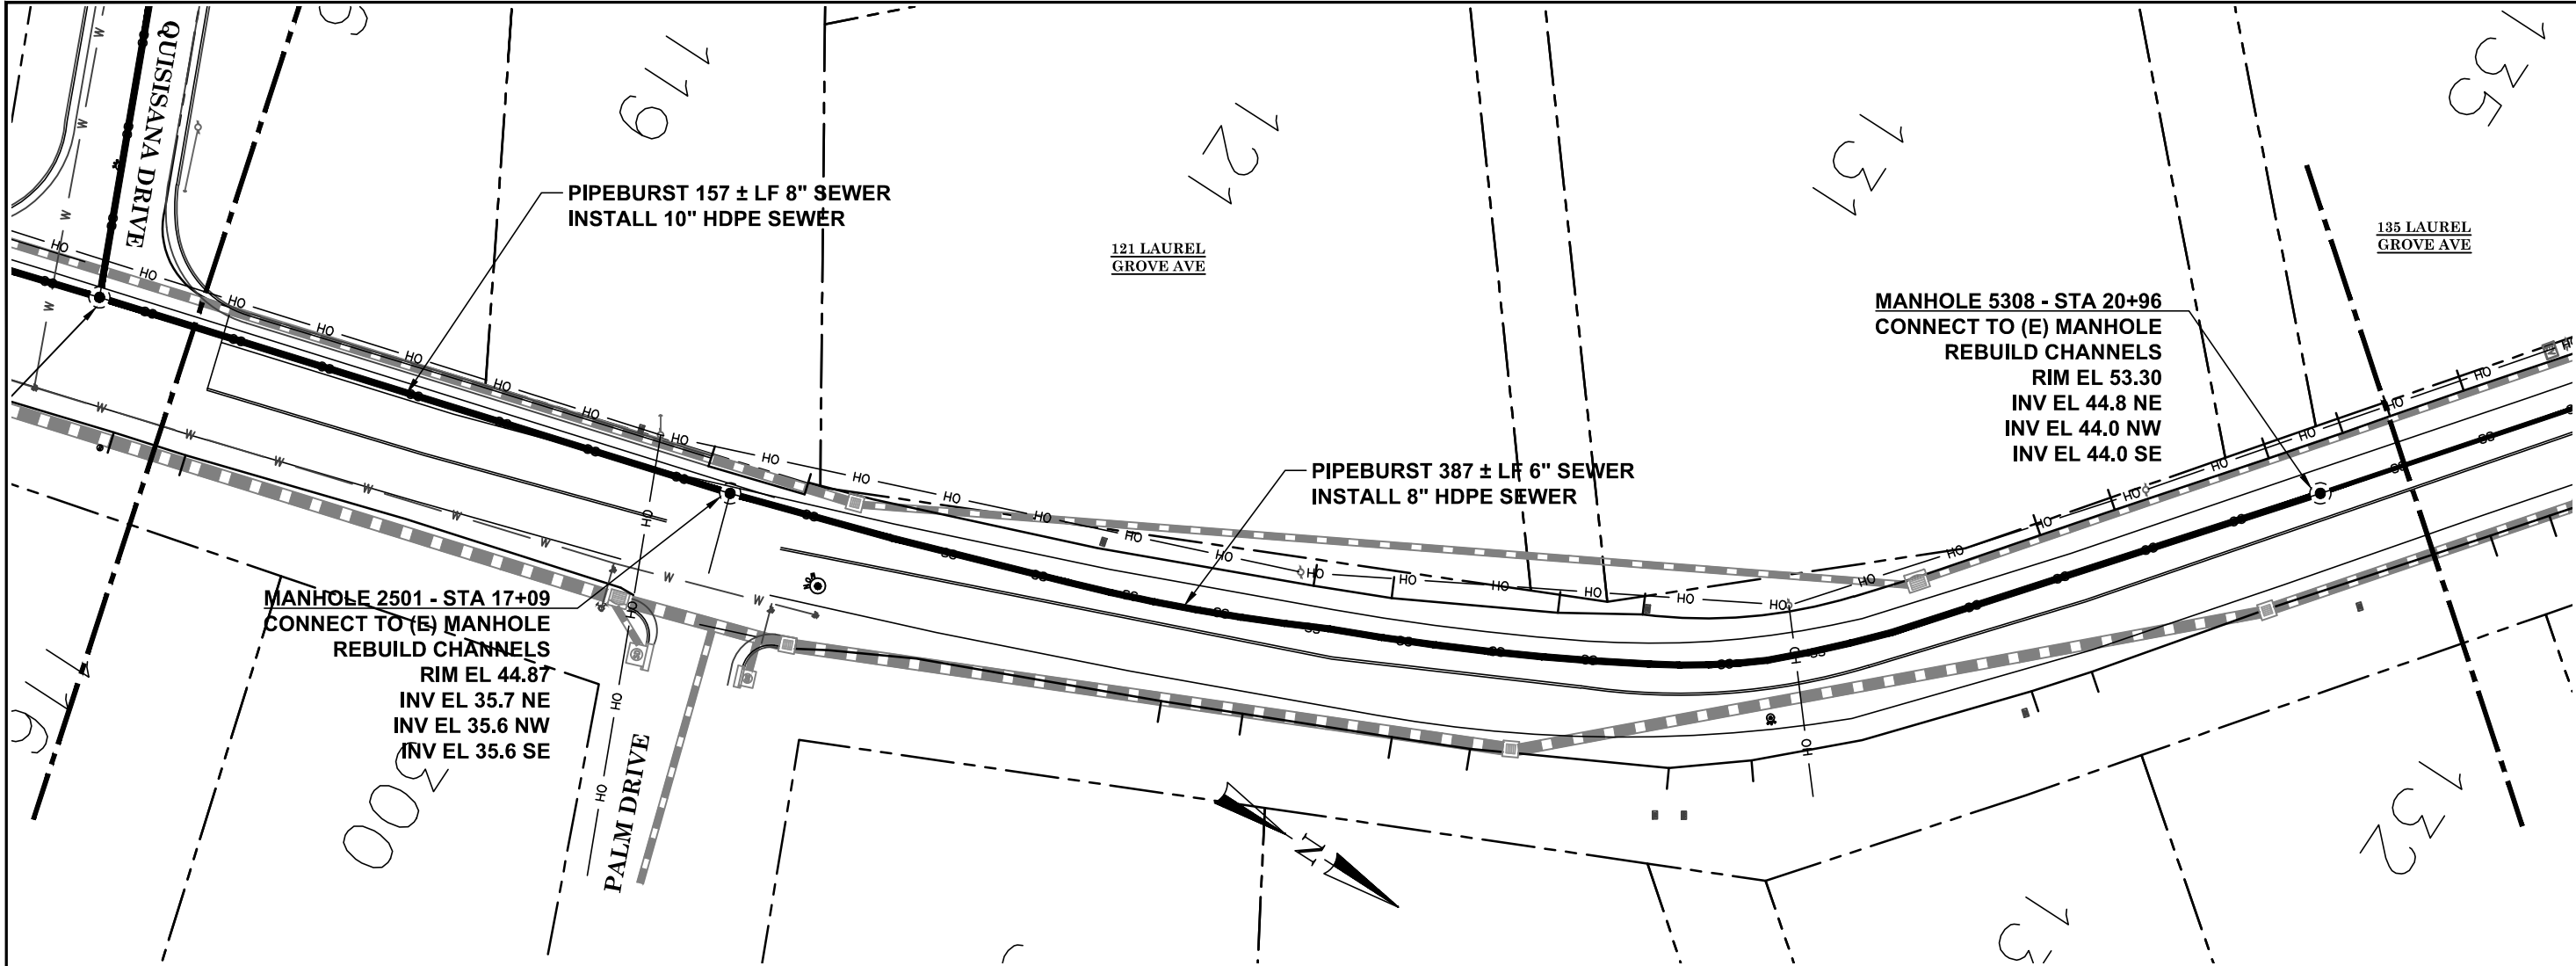 QUISANA DRIVE
119
121
131
135
PIPEBURST 157 ± LF 8" SEWER
INSTALL 10" HDPE SEWER
121 LAUREL
GROVE AVE
135 LAUREL
GROVE AVE
MANHOLE 5308 - STA 20+96
CONNECT TO (E) MANHOLE
REBUILD CHANNELS
RIM EL 53.30
INV EL 44.8 NE
INV EL 44.0 NW
INV EL 44.0 SE
PIPEBURST 387 ± LF 6" SEWER
INSTALL 8" HDPE SEWER
MANHOLE 2501 - STA 17+09
CONNECT TO (E) MANHOLE
REBUILD CHANNELS
RIM EL 44.87
INV EL 35.7 NE
INV EL 35.6 NW
INV EL 35.6 SE
300
PALM DRIVE
N
132